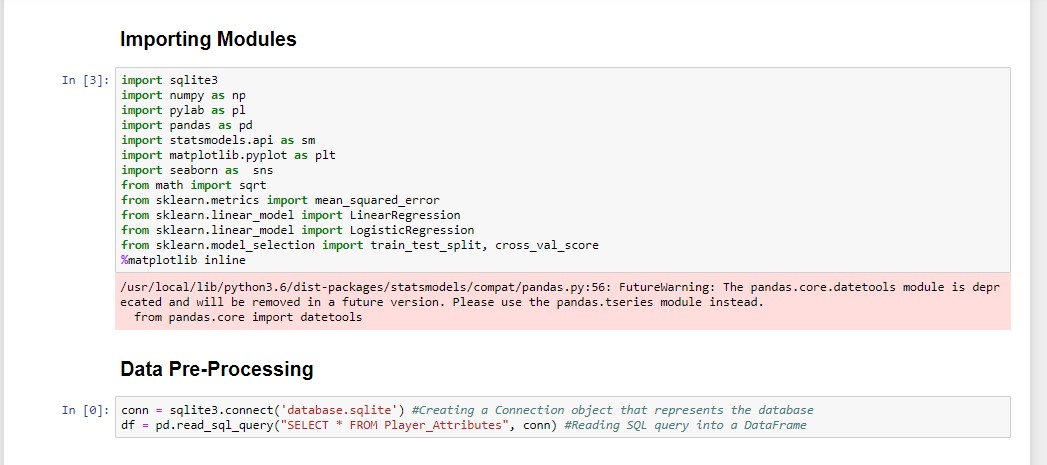 Importing Modules
In [3]:
import sqlite3
import numpy as np
import pylab as pl
import pandas as pd
import statsmodels.api as sm
import matplotlib.pyplot as plt
import seaborn as  sns
from math import sqrt
from sklearn.metrics import mean_squared_error
from sklearn.linear_model import LinearRegression
from sklearn.linear_model import LogisticRegression
from sklearn.model_selection import train_test_split, cross_val_score
%matplotlib inline
/usr/local/lib/python3.6/dist-packages/statsmodels/compat/pandas.py:56: FutureWarning: The pandas.core.datetools module is depr
ecated and will be removed in a future version. Please use the pandas.tseries module instead.
  from pandas.core import datetools
Data Pre-Processing
In [0]:
conn = sqlite3.connect('database.sqlite') #Creating a Connection object that represents the database
df = pd.read_sql_query("SELECT * FROM Player_Attributes", conn) #Reading SQL query into a DataFrame